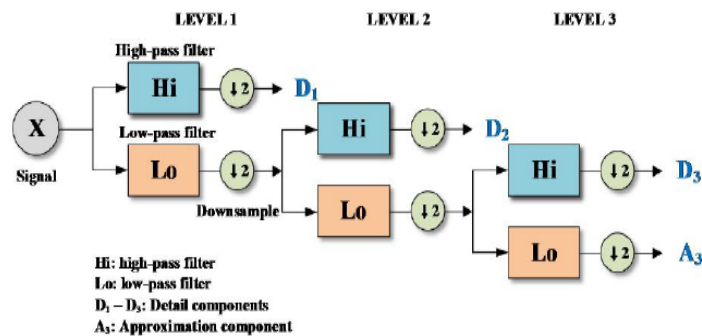 LEVEL 1 LEVEL 2 LEVEL 3
High-pass filter
Hi ↓2 D₁
X
Signal
Low-pass filter
Lo ↓2
Downsample
Hi ↓2 D₂
Lo ↓2
Hi ↓2 D₃
Lo ↓2 A₃
Hi: high-pass filter
Lo: low-pass filter
D₁ – D₃: Detail components
A₃: Approximation component